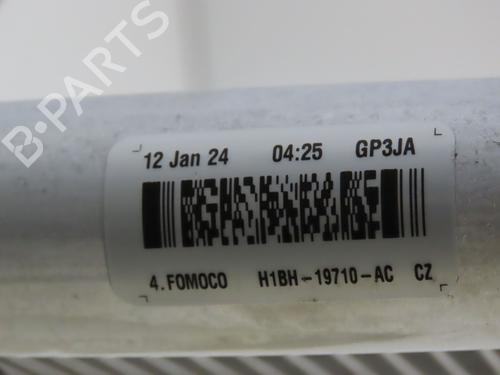 B-PARTS
12 Jan 24 04:25 GP3JA
4.FOMOCO H1BH-19710-AC CZ